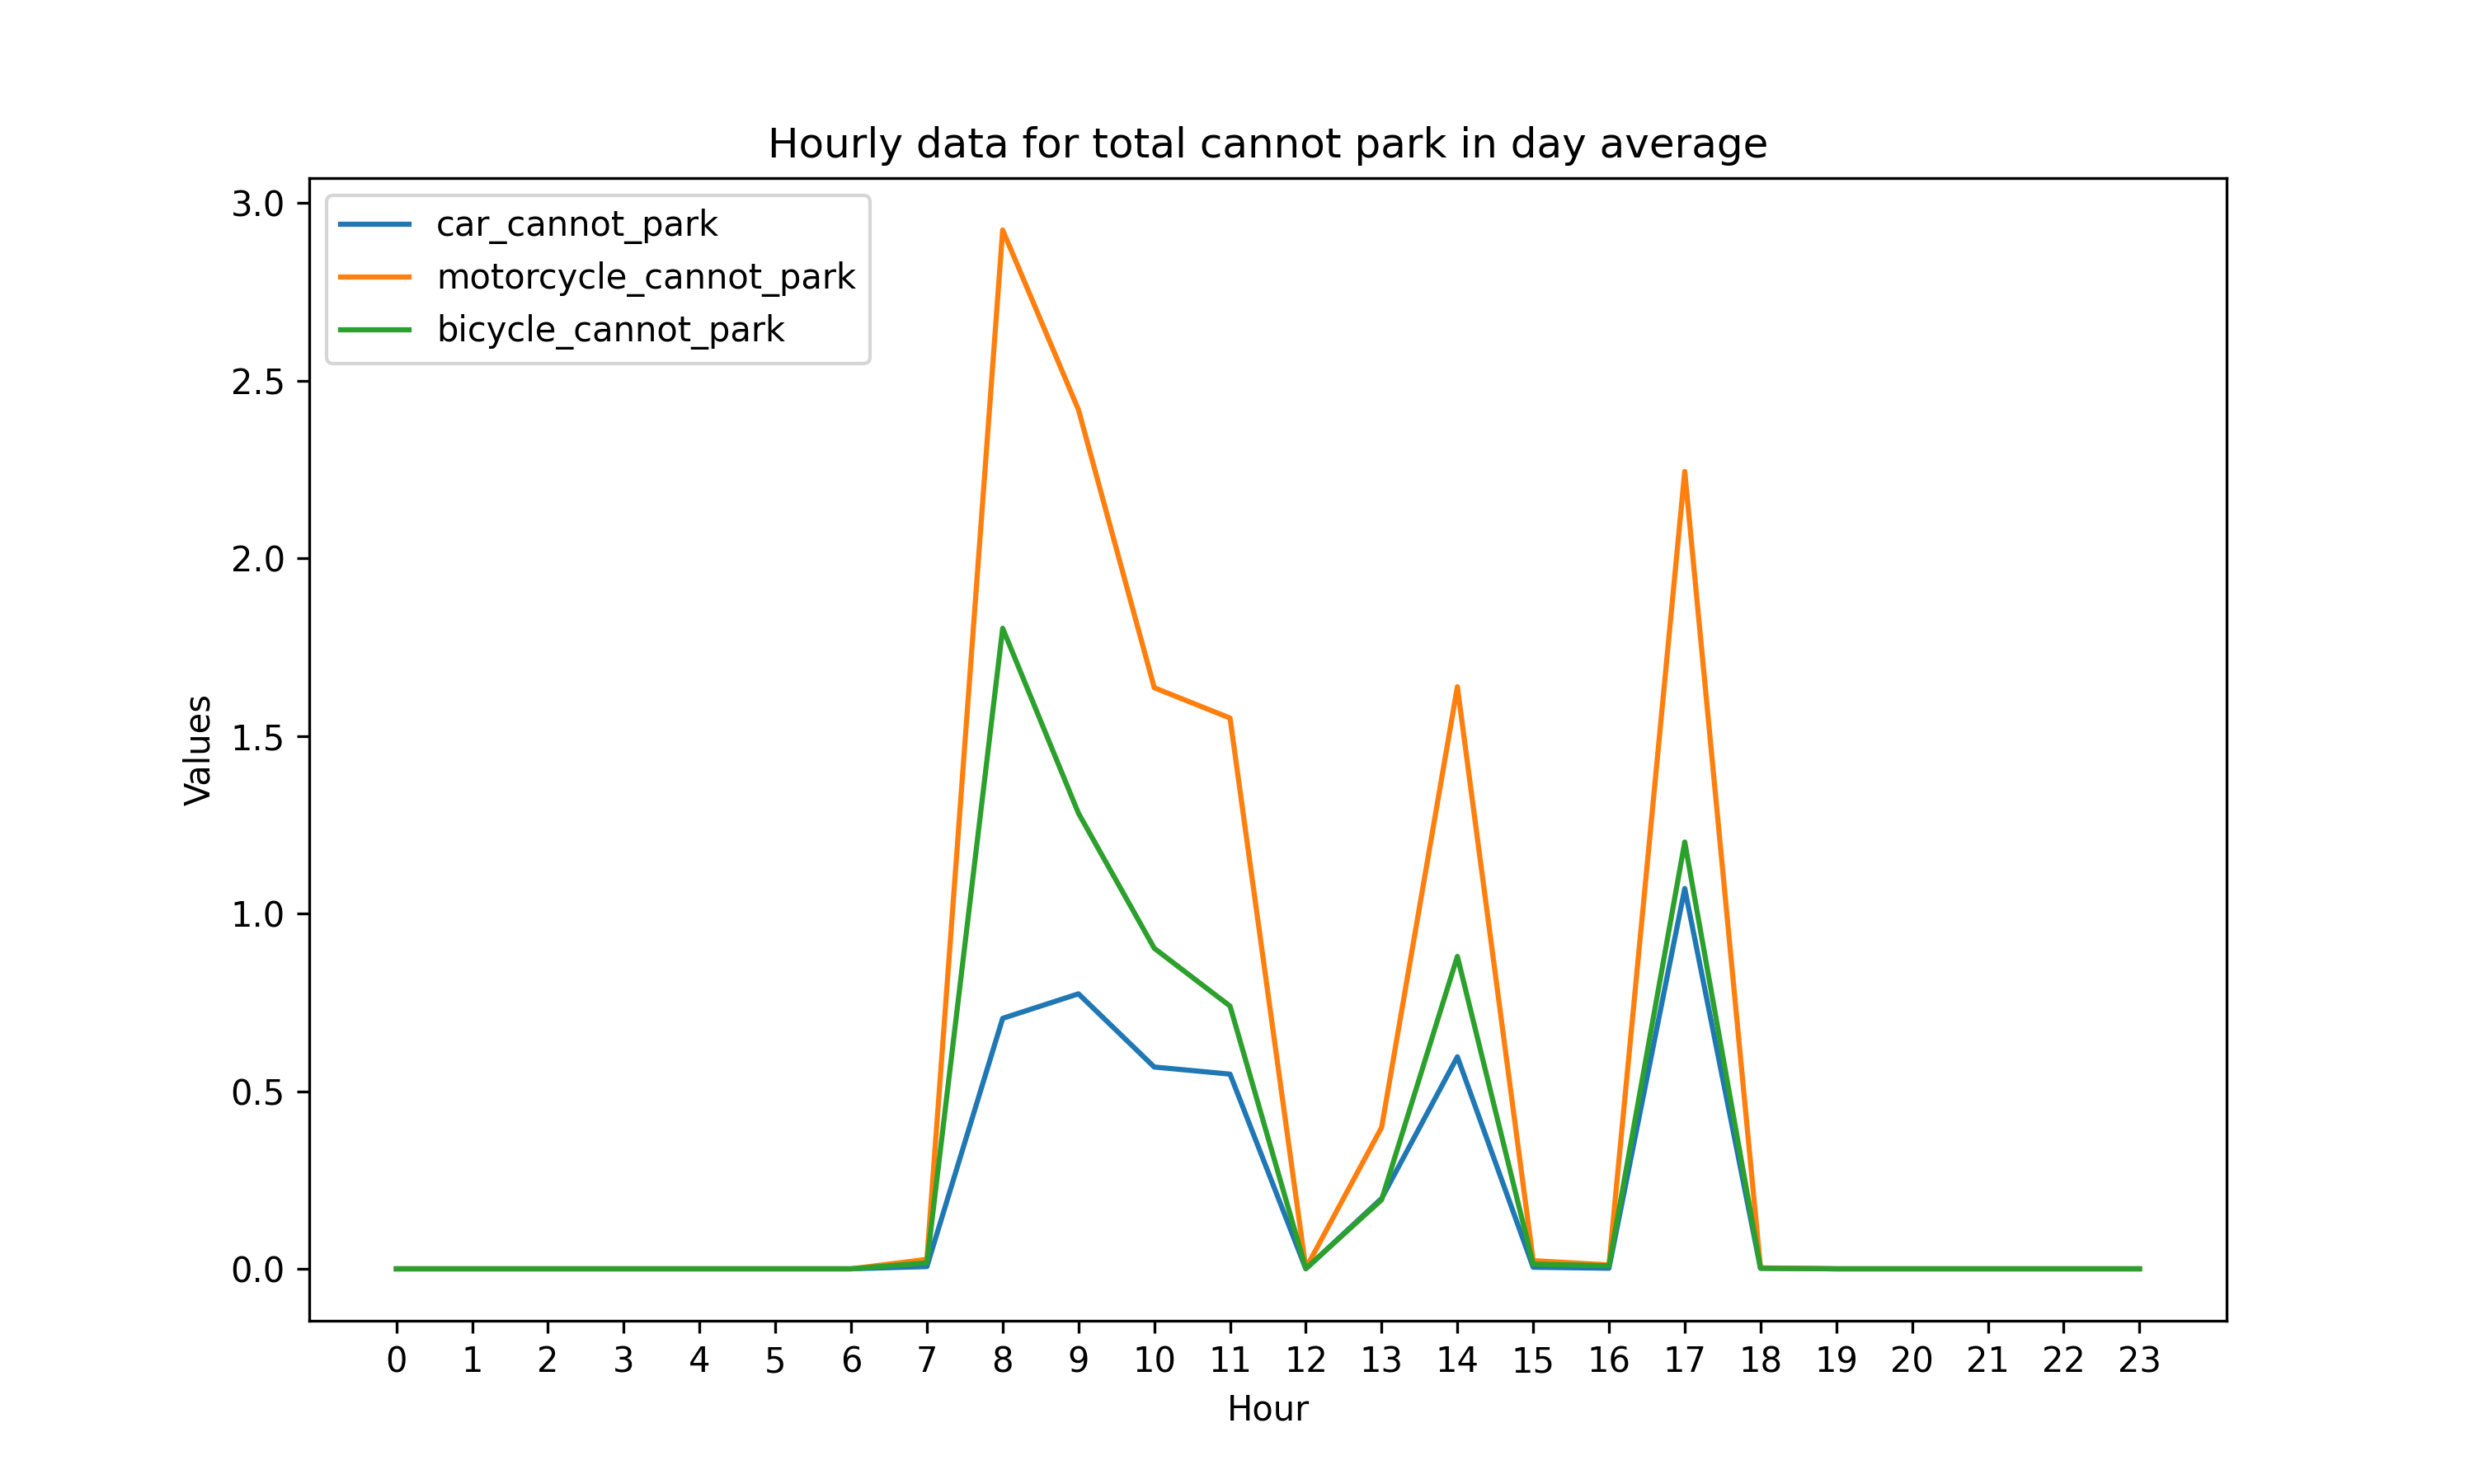 Hourly data for total cannot park in day average
car_cannot_park
motorcycle_cannot_park
bicycle_cannot_park
3.0
2.5
2.0
1.5
1.0
0.5
0.0
Values
0 1 2 3 4 5 6 7 8 9 10 11 12 13 14 15 16 17 18 19 20 21 22 23
Hour